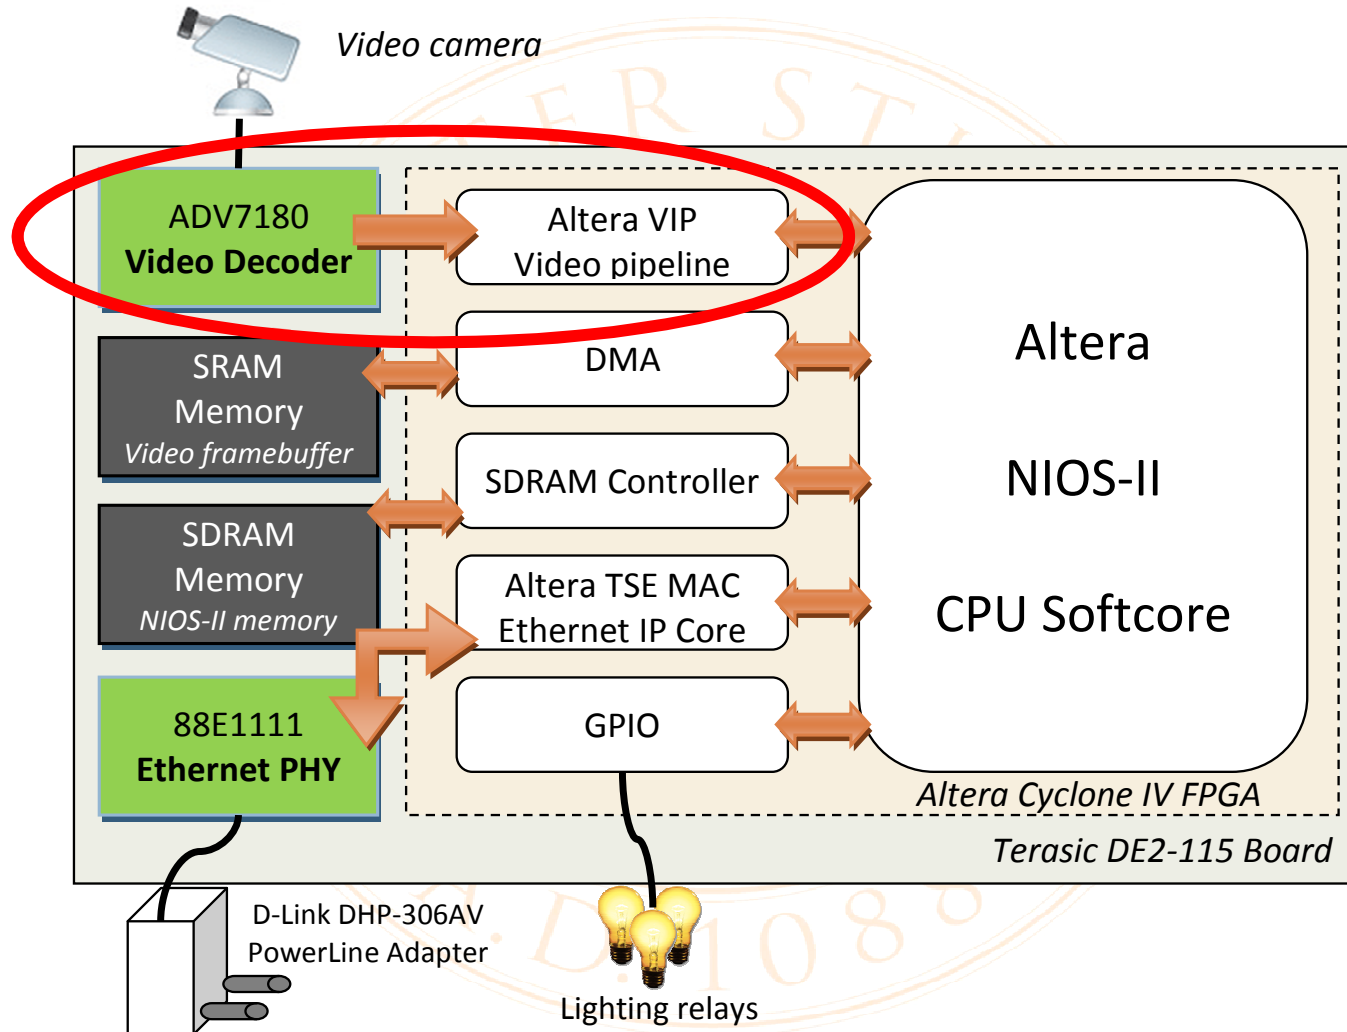 Video camera
ADV7180
Video Decoder
Altera VIP
Video pipeline
SRAM
Memory
Video framebuffer
DMA
Altera
NIOS-II
CPU Softcore
SDRAM
Memory
NIOS-II memory
SDRAM Controller
Altera TSE MAC
Ethernet IP Core
88E1111
Ethernet PHY
GPIO
Altera Cyclone IV FPGA
Terasic DE2-115 Board
D-Link DHP-306AV
PowerLine Adapter
Lighting relays
A.D. 1088